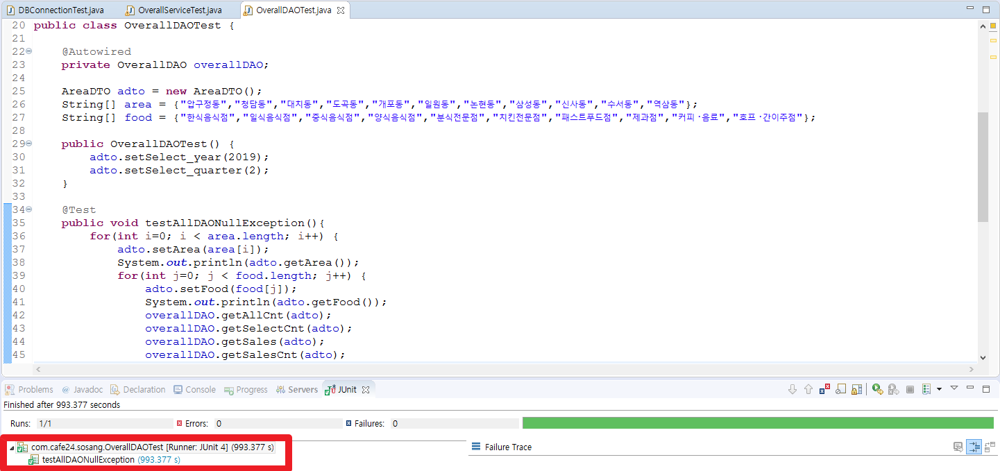 DBConnectionTest.java OverallServiceTest.java OverallDAOTest.java
20 public class OverallDAOTest {
21
22 @Autowired
23 private OverallDAO overallDAO;
24
25 AreaDTO adto = new AreaDTO();
26 String[] area = {"압구정동","청담동","대치동","도곡동","개포동","일원동","논현동","삼성동","신사동","수서동","역삼동"};
27 String[] food = {"한식음식점","일식음식점","중식음식점","양식음식점","분식전문점","치킨전문점","패스트푸드점","제과점","커피·음료","호프·간이주점"};
28
29 public OverallDAOTest() {
30 adto.setSelect_year(2019);
31 adto.setSelect_quarter(2);
32 }
33
34 @Test
35 public void testAllDAONullException(){
36 for(int i=0; i < area.length; i++) {
37 adto.setArea(area[i]);
38 System.out.println(adto.getArea());
39 for(int j=0; j < food.length; j++) {
40 adto.setFood(food[j]);
41 System.out.println(adto.getFood());
42 overallDAO.getAllCnt(adto);
43 overallDAO.getSelectCnt(adto);
44 overallDAO.getSales(adto);
45 overallDAO.getSalesCnt(adto);
Problems @ Javadoc Declaration Console Progress Servers JUnit
Finished after 993.377 seconds
Runs: 1/1 Errors: 0 Failures: 0
com.cafe24.sosang.OverallDAOTest [Runner: JUnit 4] (993.377 s) Failure Trace
testAllDAONullException (993.377 s)